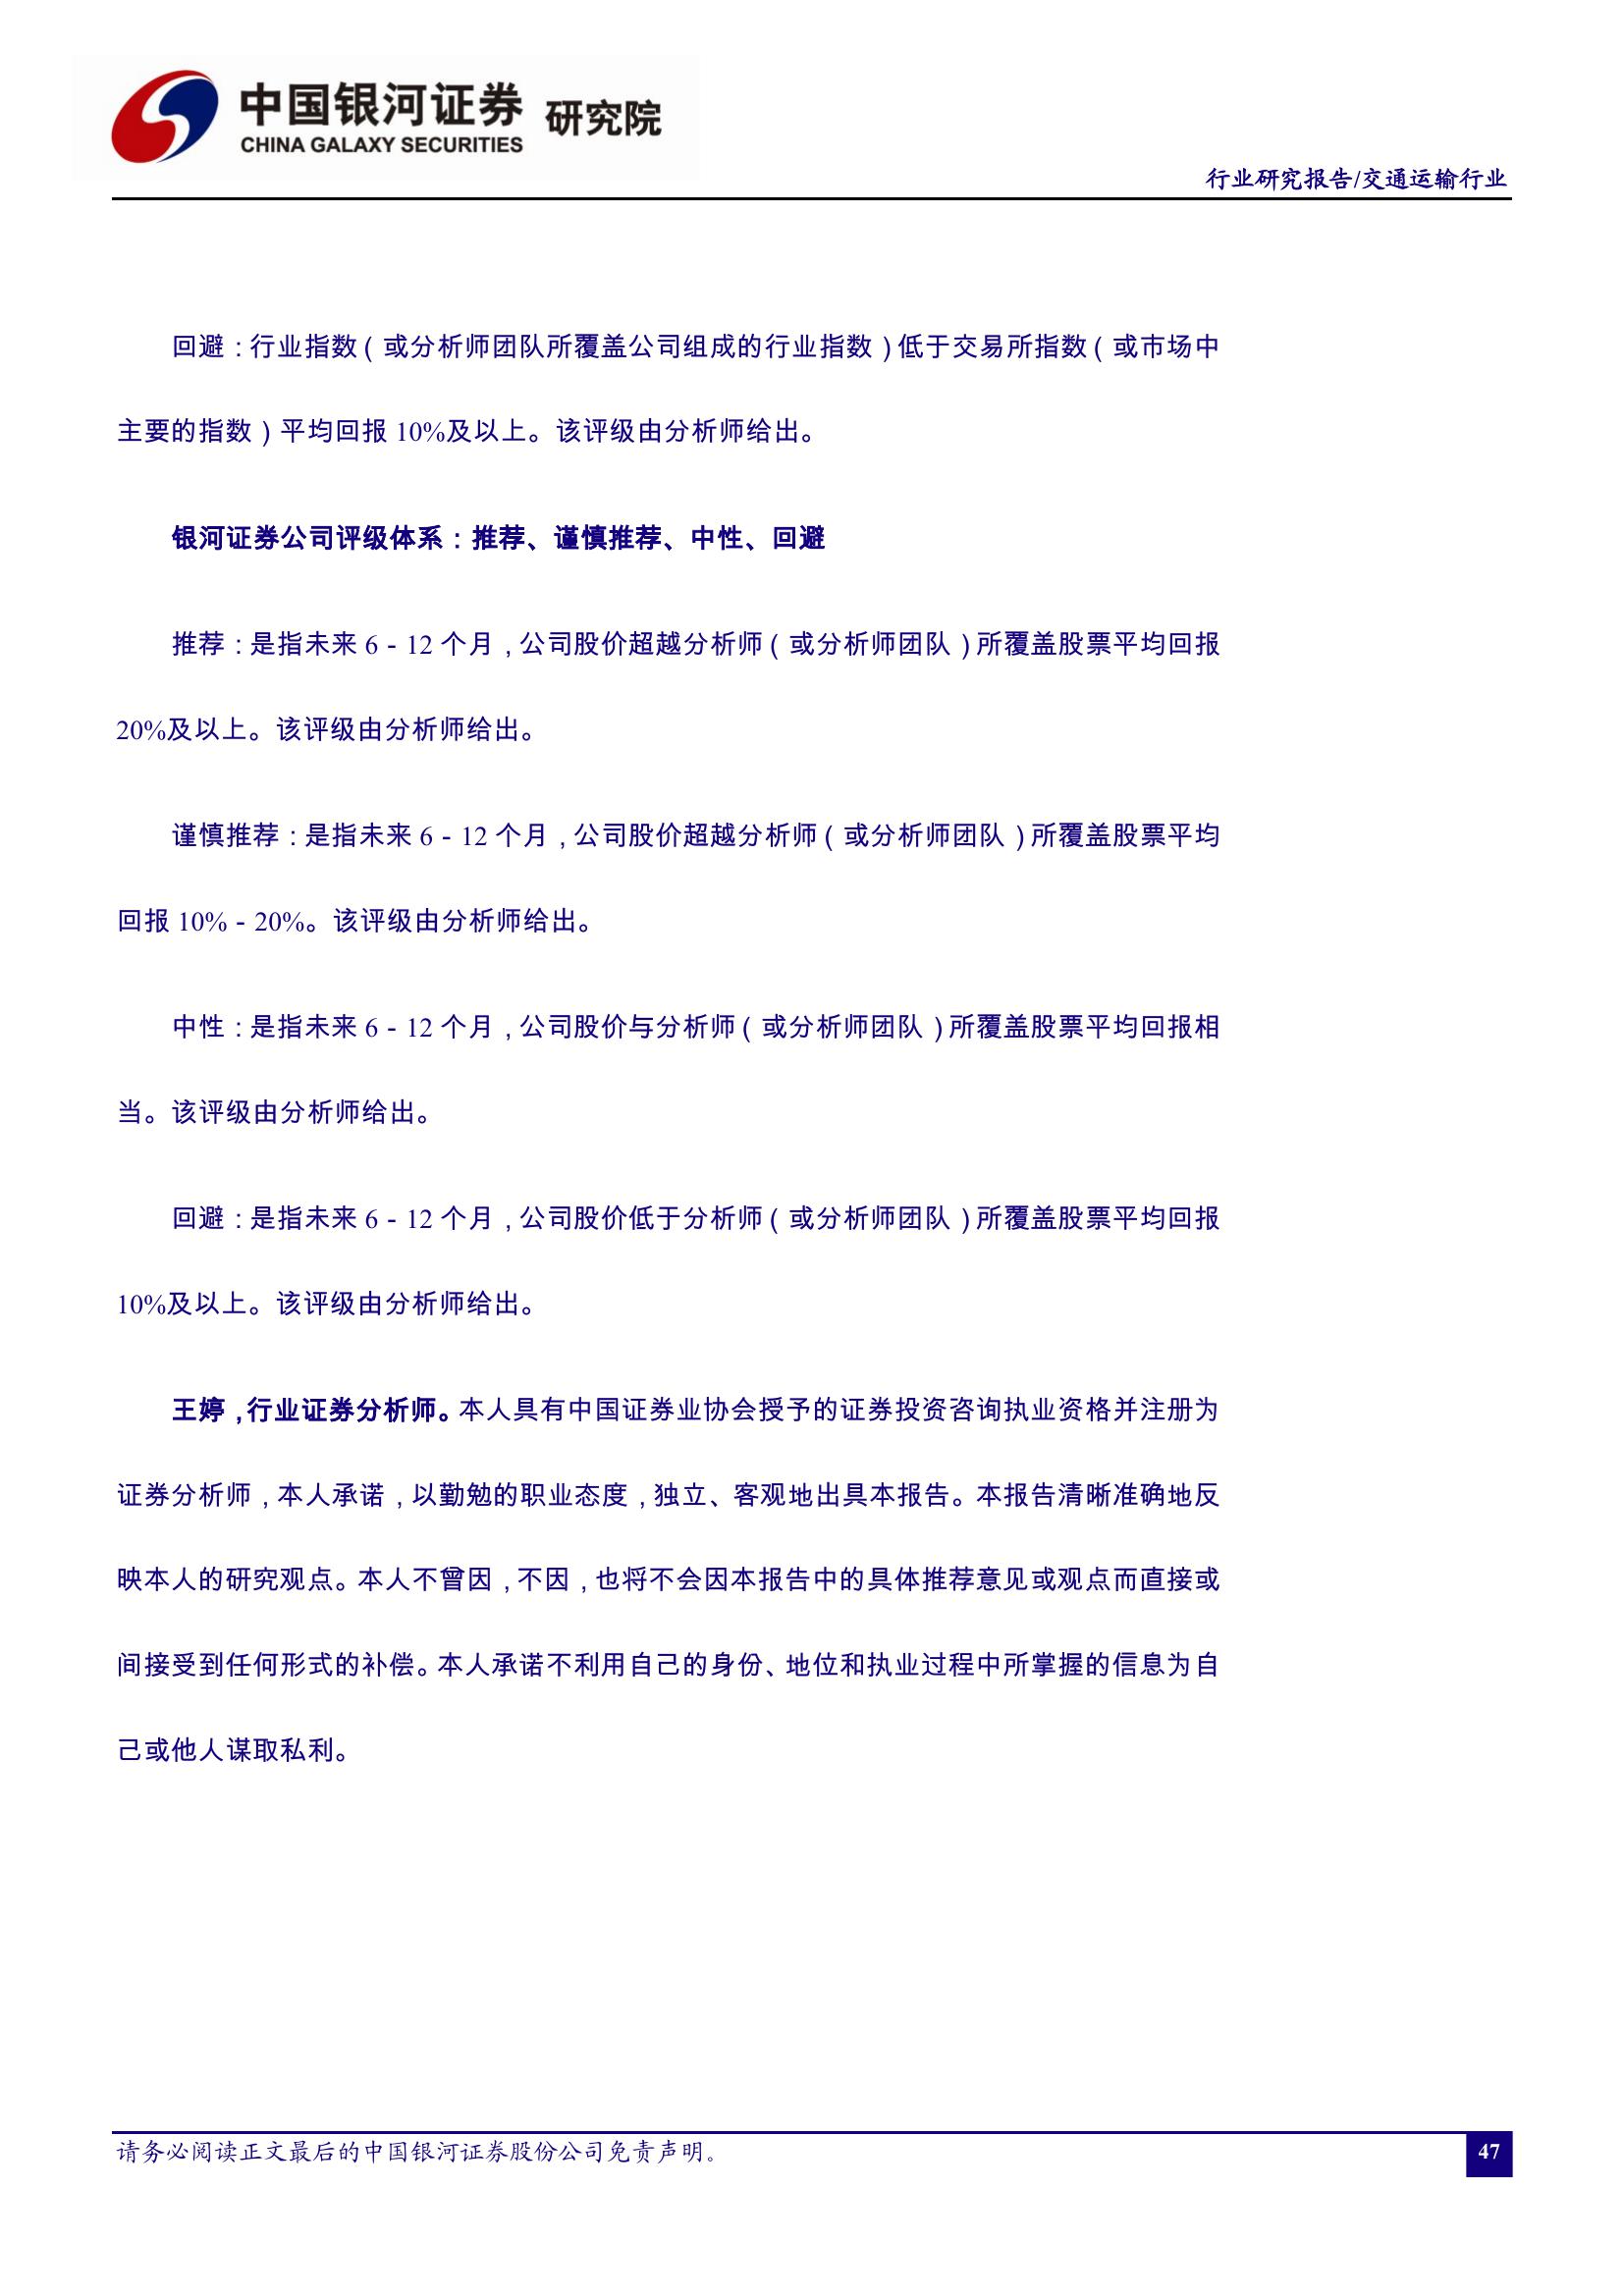 中国银河证券 研究院
CHINA GALAXY SECURITIES
行业研究报告/交通运输行业
回避：行业指数（或分析师团队所覆盖公司组成的行业指数）低于交易所指数（或市场中
主要的指数）平均回报 10%及以上。该评级由分析师给出。
银河证券公司评级体系：推荐、谨慎推荐、中性、回避
推荐：是指未来 6－12 个月，公司股价超越分析师（或分析师团队）所覆盖股票平均回报
20%及以上。该评级由分析师给出。
谨慎推荐：是指未来 6－12 个月，公司股价超越分析师（或分析师团队）所覆盖股票平均
回报 10%－20%。该评级由分析师给出。
中性：是指未来 6－12 个月，公司股价与分析师（或分析师团队）所覆盖股票平均回报相
当。该评级由分析师给出。
回避：是指未来 6－12 个月，公司股价低于分析师（或分析师团队）所覆盖股票平均回报
10%及以上。该评级由分析师给出。
王婷，行业证券分析师。本人具有中国证券业协会授予的证券投资咨询执业资格并注册为
证券分析师，本人承诺，以勤勉的职业态度，独立、客观地出具本报告。本报告清晰准确地反
映本人的研究观点。本人不曾因，不因，也将不会因本报告中的具体推荐意见或观点而直接或
间接受到任何形式的补偿。本人承诺不利用自己的身份、地位和执业过程中所掌握的信息为自
己或他人谋取私利。
请务必阅读正文最后的中国银河证券股份公司免责声明。
47